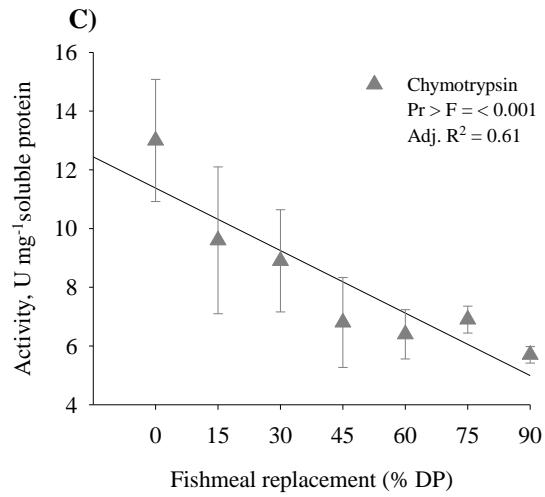 C)
16
14
12
10
8
6
4
Activity, U mg⁻¹soluble protein
Chymotrypsin
Pr > F = < 0.001
Adj. R² = 0.61
0 15 30 45 60 75 90
Fishmeal replacement (% DP)